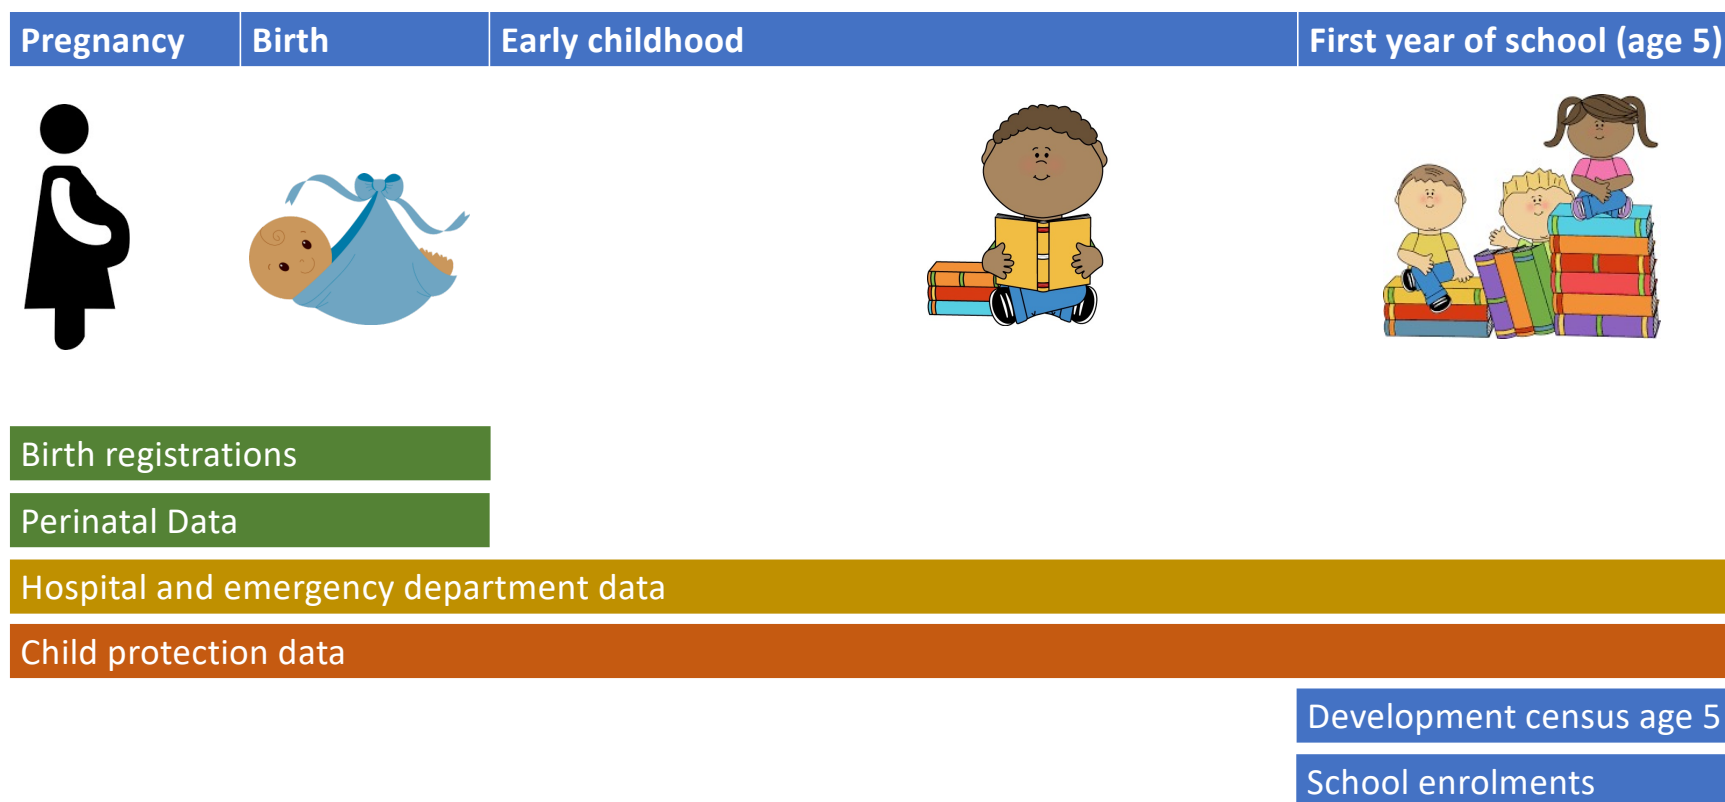 Pregnancy
Birth
Early childhood
First year of school (age 5)
Birth registrations
Perinatal Data
Hospital and emergency department data
Child protection data
Development census age 5
School enrolments